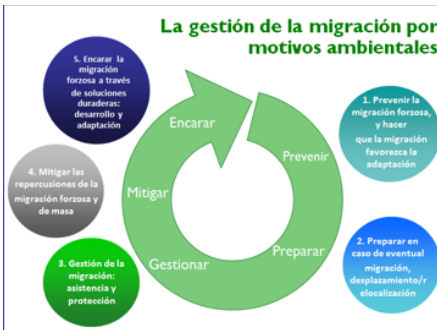 La gestión de la migración por
motivos ambientales
5. Encarar la
migración
forzosa a través
de soluciones
duraderas:
desarrollo y
adaptación
Encarar
1. Prevenir la
migración forzosa,
y hacer
que la migración
favorezca la
adaptación
Prevenir
4. Mitigar las
repercusiones de la
migración forzosa y
de masa
Mitigar
2. Preparar en
caso de eventual
migración,
desplazamiento/r
elocalización
Preparar
3. Gestión de la
migración:
asistencia y
protección
Gestionar